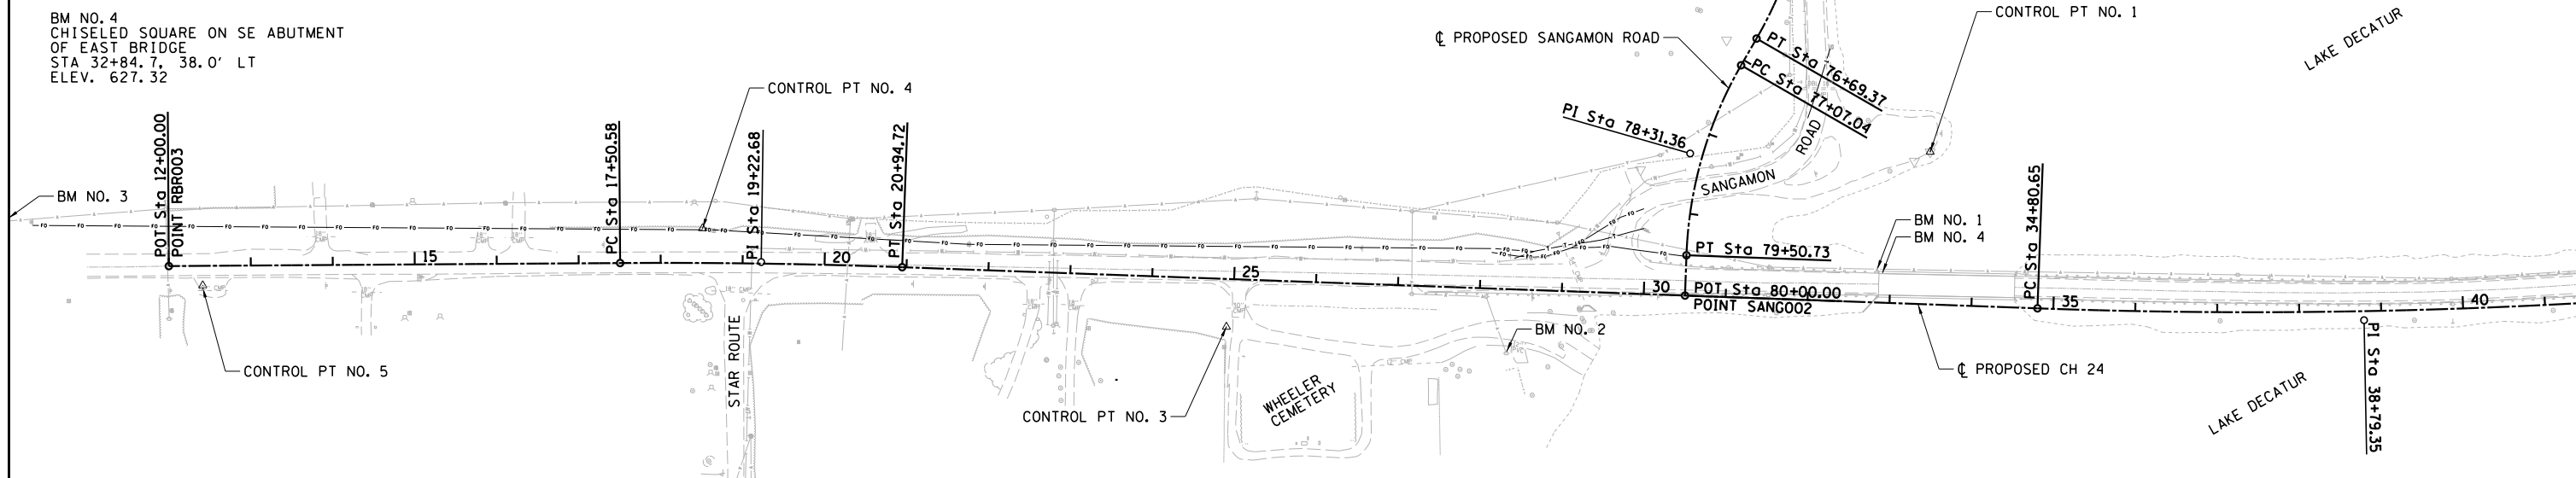 BM NO. 4
CHISELED SQUARE ON SE ABUTMENT
OF EAST BRIDGE
STA 32+84.7, 38.0' LT
ELEV. 627.32
BM NO. 3
POT Sta 12+00.00
POINT RBR003
CONTROL PT NO. 5
15
PC Sta 17+50.58
CONTROL PT NO. 4
PI Sta 19+22.68
STAR ROUTE
20
PT Sta 20+94.72
CONTROL PT NO. 3
25
WHEELER
CEMETERY
BM NO. 2
30
℄ PROPOSED SANGAMON ROAD
PT Sta 76+69.37
PC Sta 77+07.04
PI Sta 78+31.36
SANGAMON
ROAD
PT Sta 79+50.73
POT Sta 80+00.00
POINT SANG002
CONTROL PT NO. 1
BM NO. 1
BM NO. 4
℄ PROPOSED CH 24
PC Sta 34+80.65
35
LAKE DECATUR
LAKE DECATUR
PI Sta 38+79.35
40